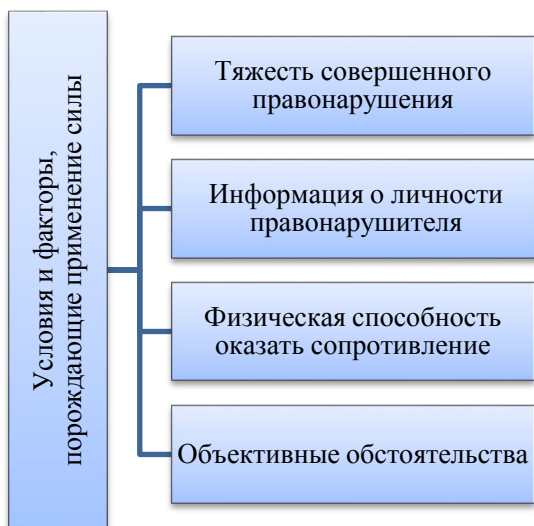 Условия и факторы,
порождающие применение силы
Тяжесть совершенного
правонарушения
Информация о личности
правонарушителя
Физическая способность
оказать сопротивление
Объективные обстоятельства